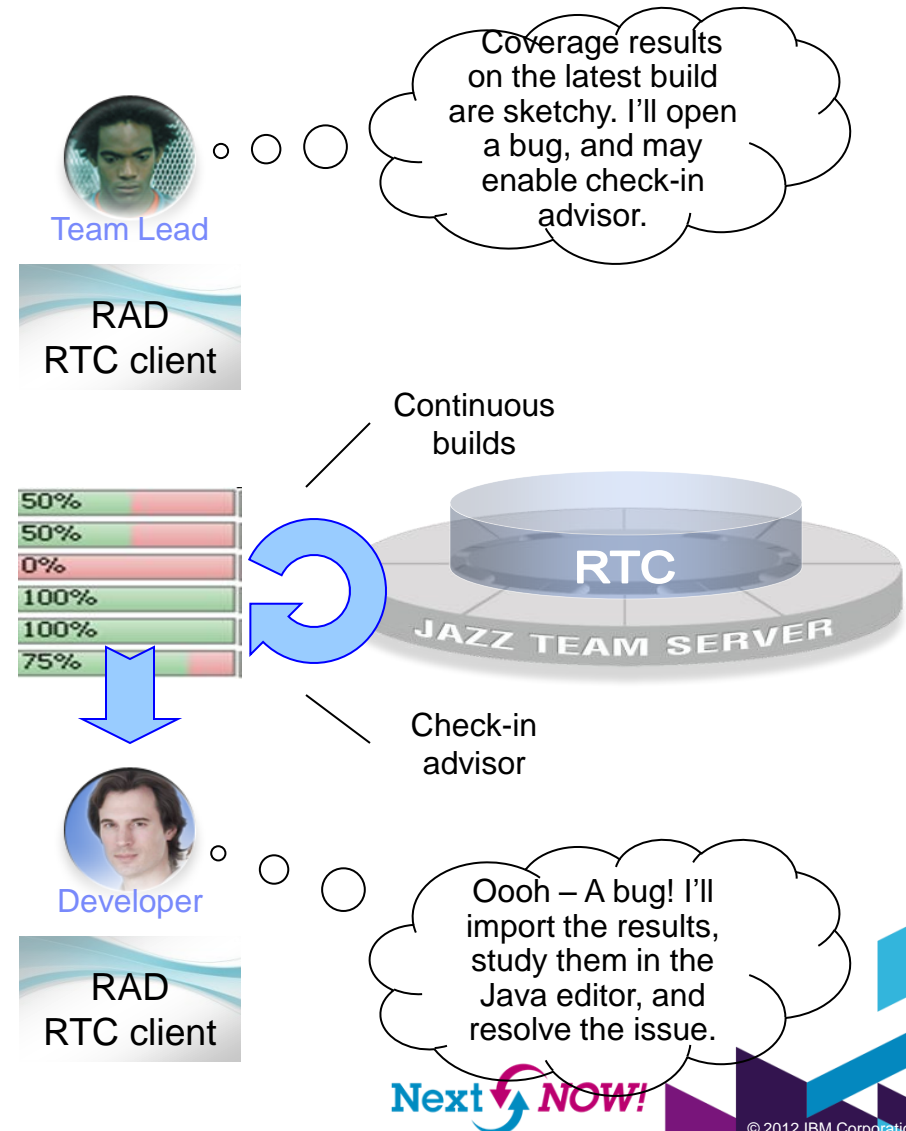 Coverage results
on the latest build
are sketchy. I'll open
a bug, and may
enable check-in
advisor.
Team Lead
RAD
RTC client
Continuous
builds
50%
50%
0%
100%
100%
75%
RTC
JAZZ TEAM SERVER
Check-in
advisor
Developer
Oooh – A bug! I'll
import the results,
study them in the
Java editor, and
resolve the issue.
RAD
RTC client
Next NOW!
© 2012 IBM Corporatio